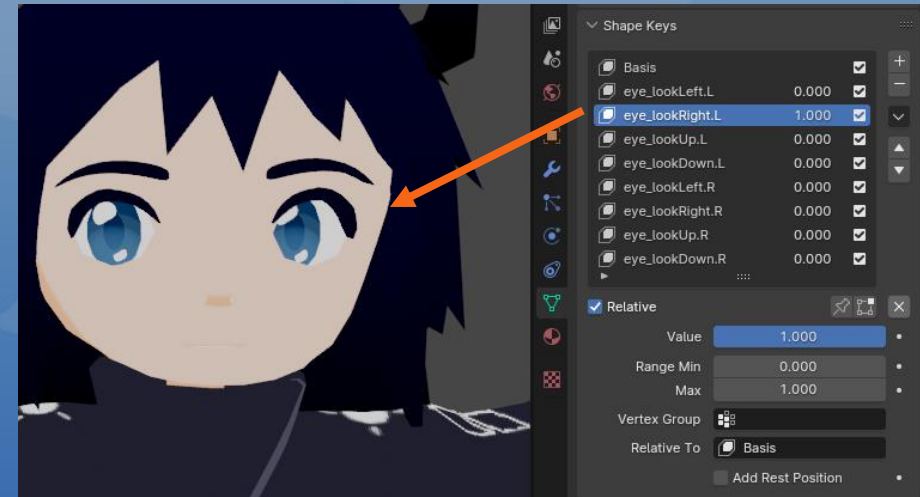 Shape Keys
Basis
eye_lookLeft.L 0.000
eye_lookRight.L 1.000
eye_lookUp.L 0.000
eye_lookDown.L 0.000
eye_lookLeft.R 0.000
eye_lookRight.R 0.000
eye_lookUp.R 0.000
eye_lookDown.R 0.000
Relative
Value 1.000
Range Min 0.000
Max 1.000
Vertex Group
Relative To Basis
Add Rest Position